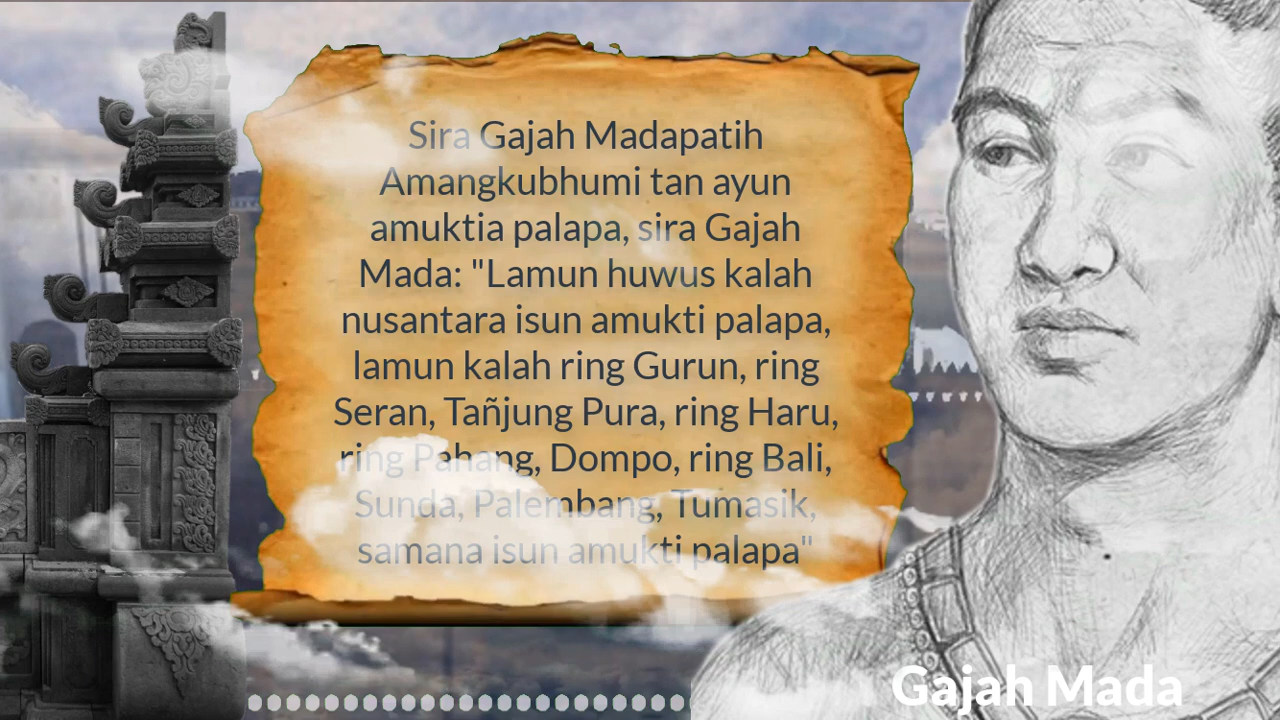 Sira Gajah Madapatih
Amangkubhumi tan ayun
amuktia palapa, sira Gajah
Mada: "Lamun huwus kalah
nusantara isun amukti palapa,
lamun kalah ring Gurun, ring
Seran, Tañjung Pura, ring Haru,
ring Pahang, Dompo, ring Bali,
Sunda, Palembang, Tumasik,
samana isun amukti palapa"
Gajah Mada